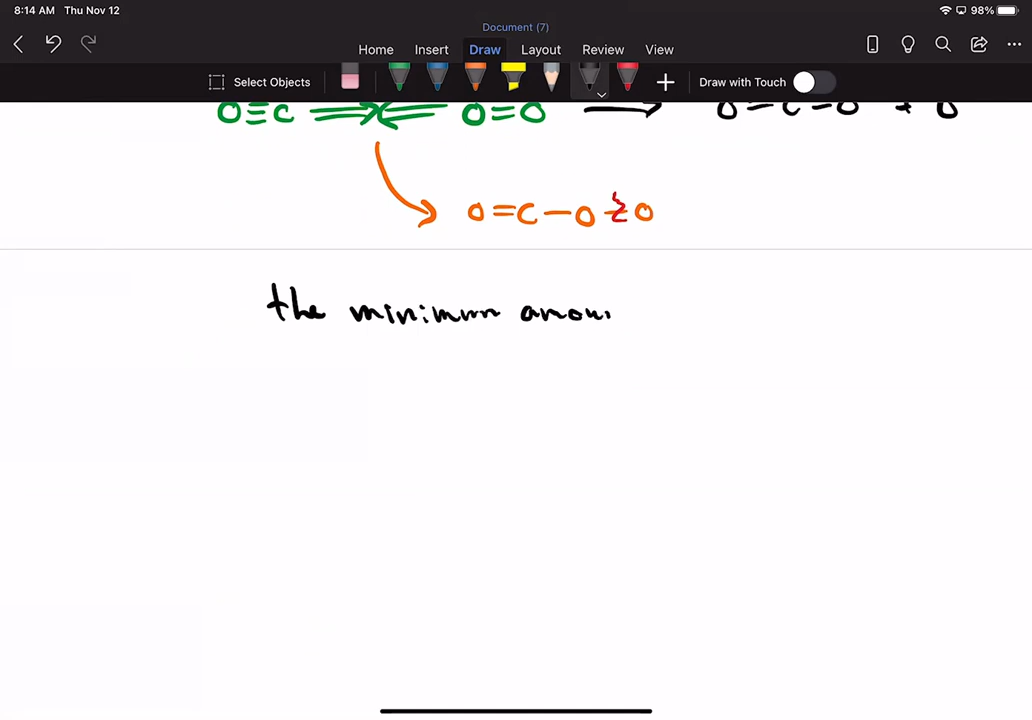 8:14 AM Thu Nov 12
98%
Document (7)
Home Insert Draw Layout Review View
Select Objects
Draw with Touch
O≡C O=O O=C=O + O
O=C-O-O
the minimum amou